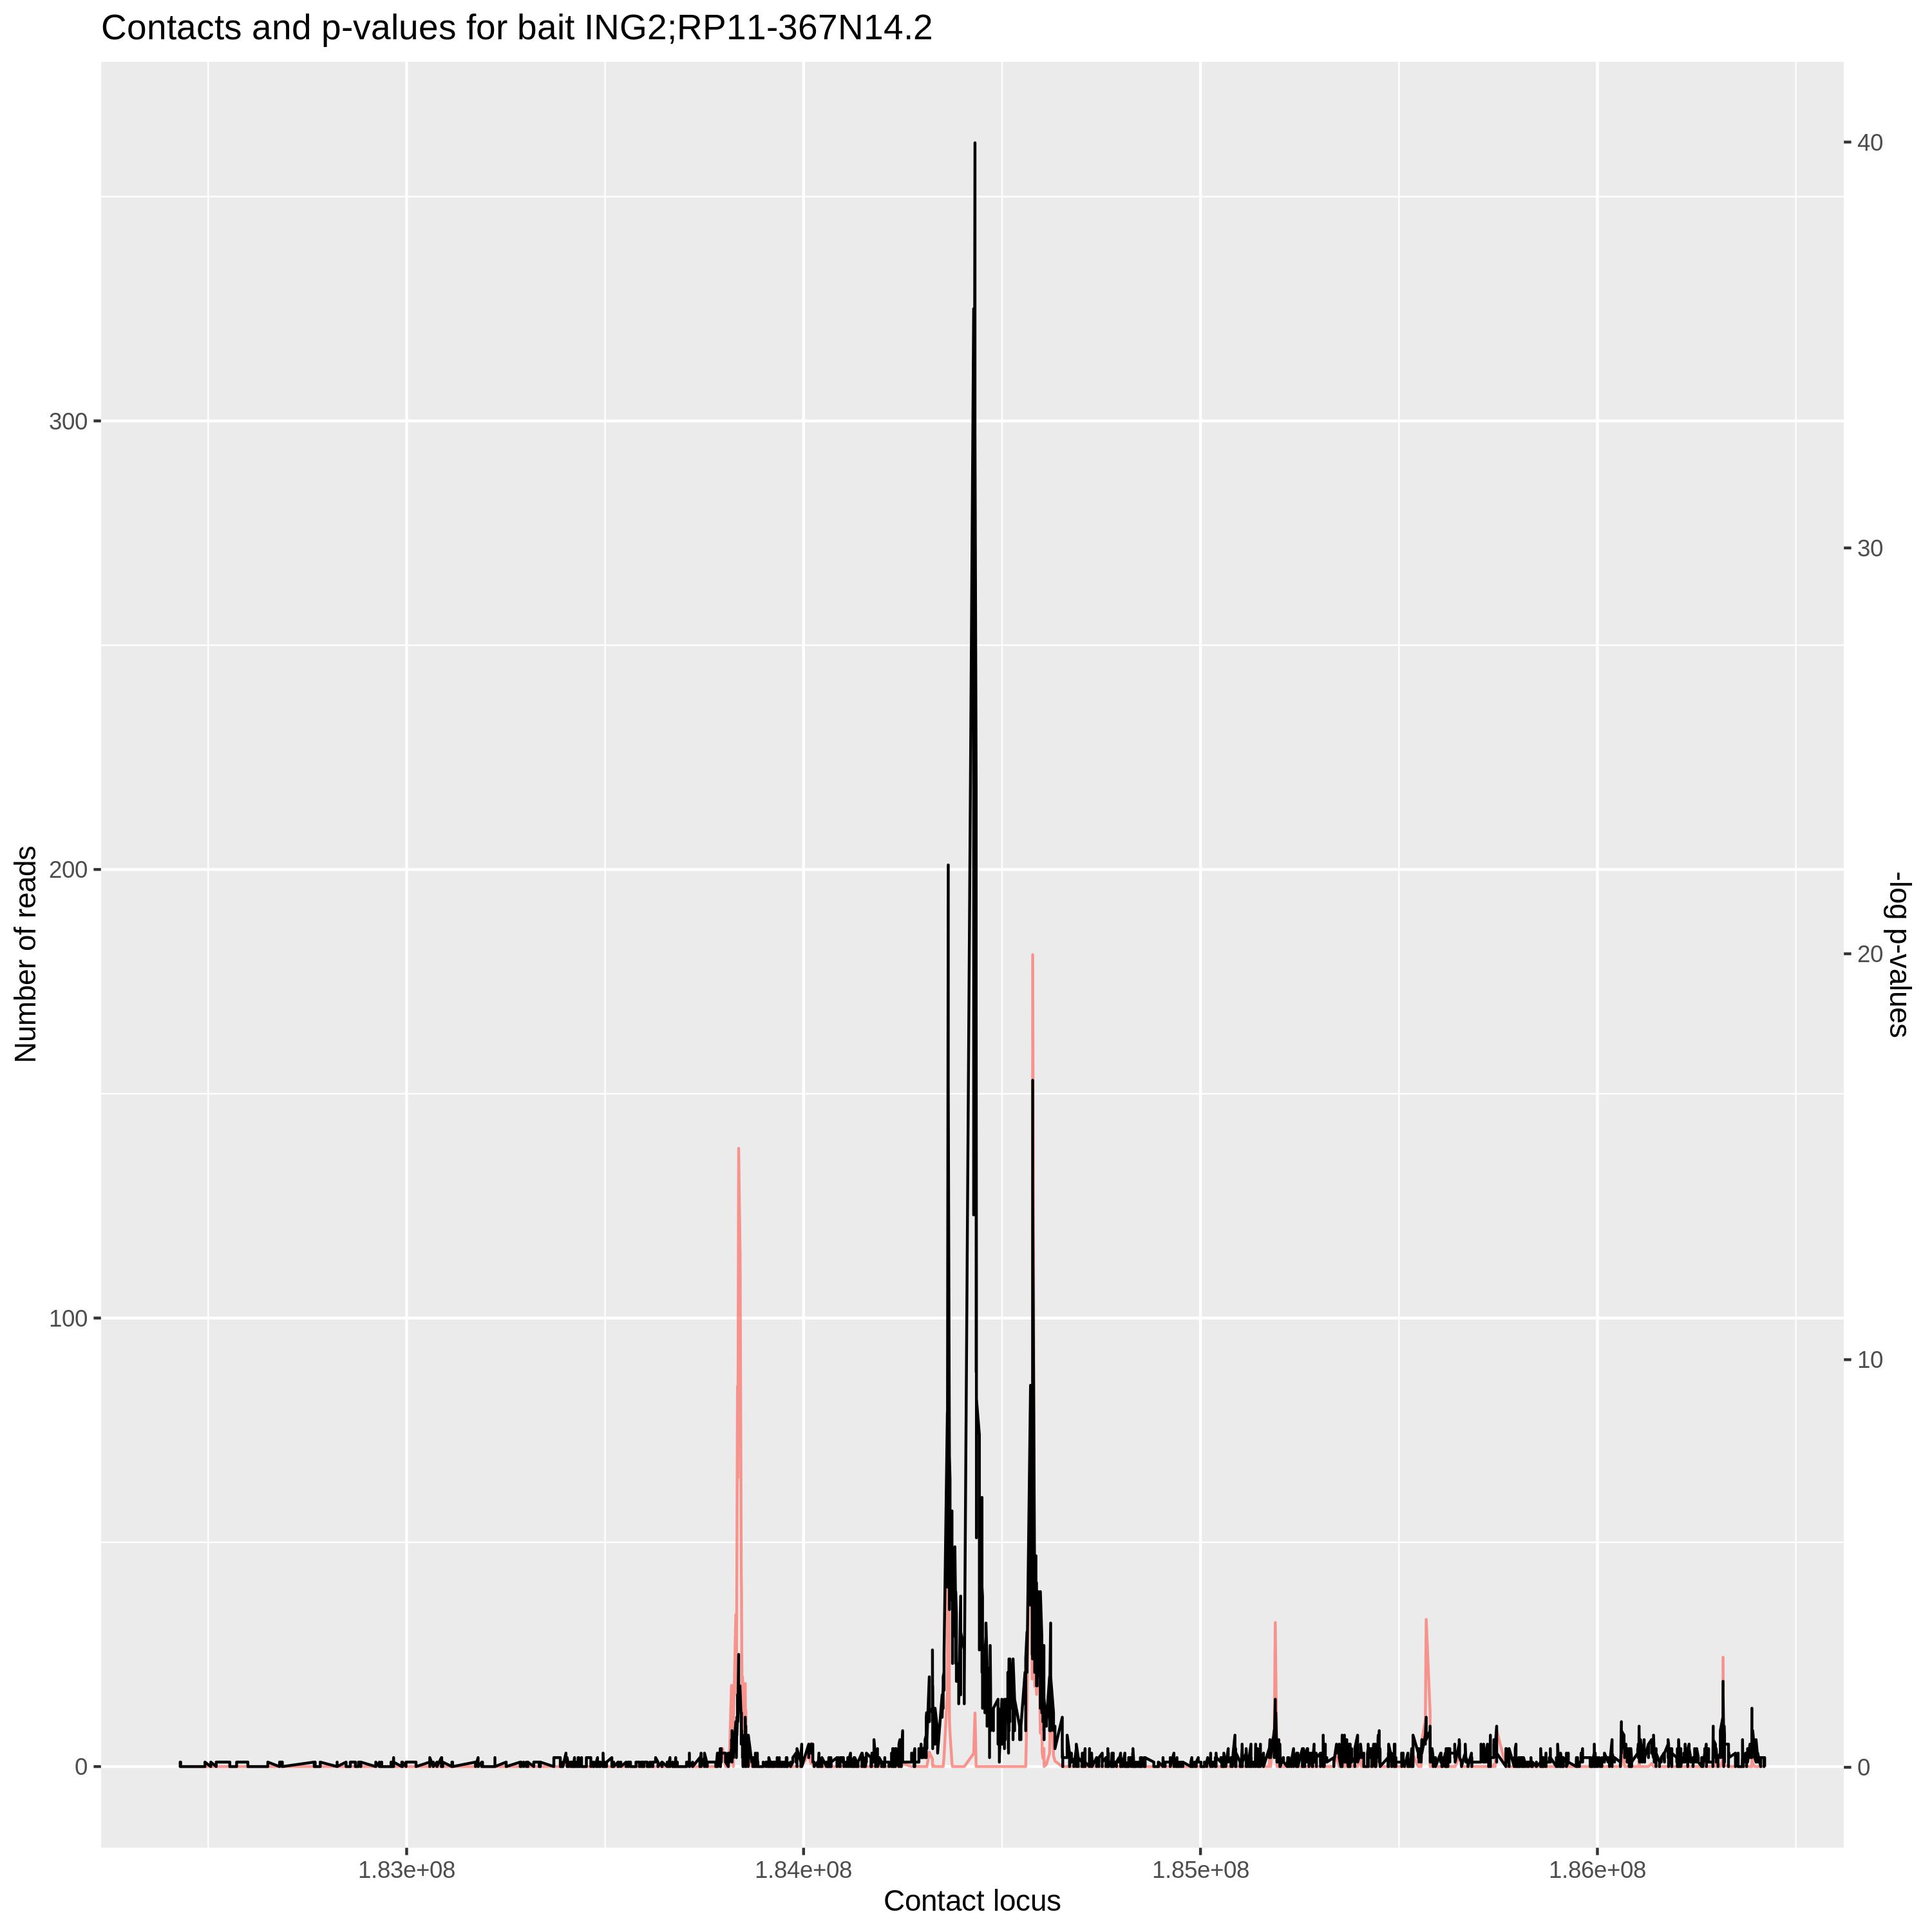 Contacts and p-values for bait ING2;RP11-367N14.2
300
200
100
0
Number of reads
40
30
20
10
0
-log p-values
1.83e+08
1.84e+08
1.85e+08
1.86e+08
Contact locus